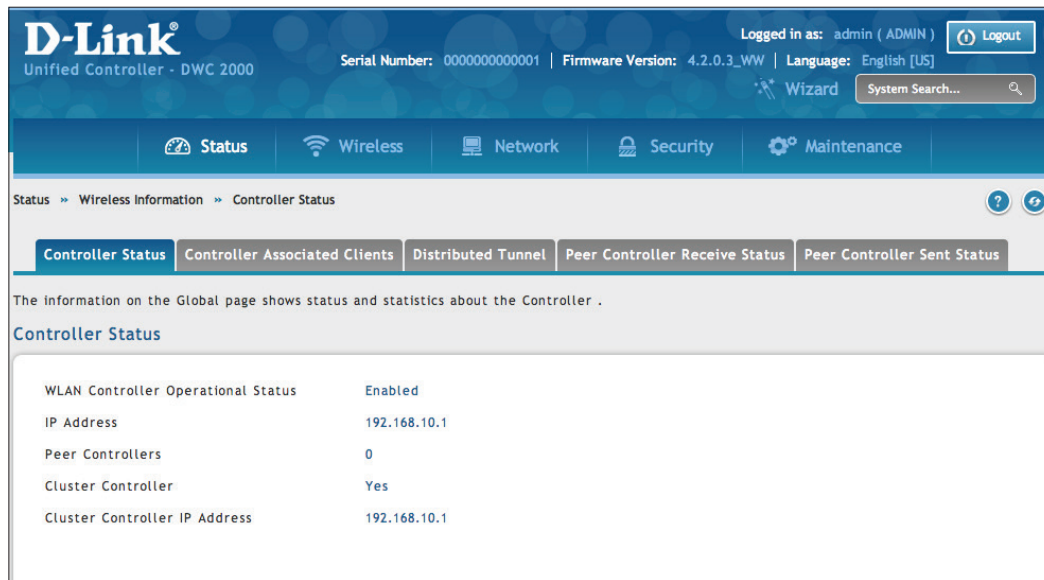 D-Link®
Unified Controller - DWC 2000
Logged in as: admin ( ADMIN )
Logout
Serial Number: 0000000000001 | Firmware Version: 4.2.0.3_WW | Language: English [US]
Wizard
System Search...
Status
Wireless
Network
Security
Maintenance
Status » Wireless Information » Controller Status
?
Controller Status
Controller Associated Clients
Distributed Tunnel
Peer Controller Receive Status
Peer Controller Sent Status
The information on the Global page shows status and statistics about the Controller .
Controller Status
WLAN Controller Operational Status Enabled
IP Address 192.168.10.1
Peer Controllers 0
Cluster Controller Yes
Cluster Controller IP Address 192.168.10.1